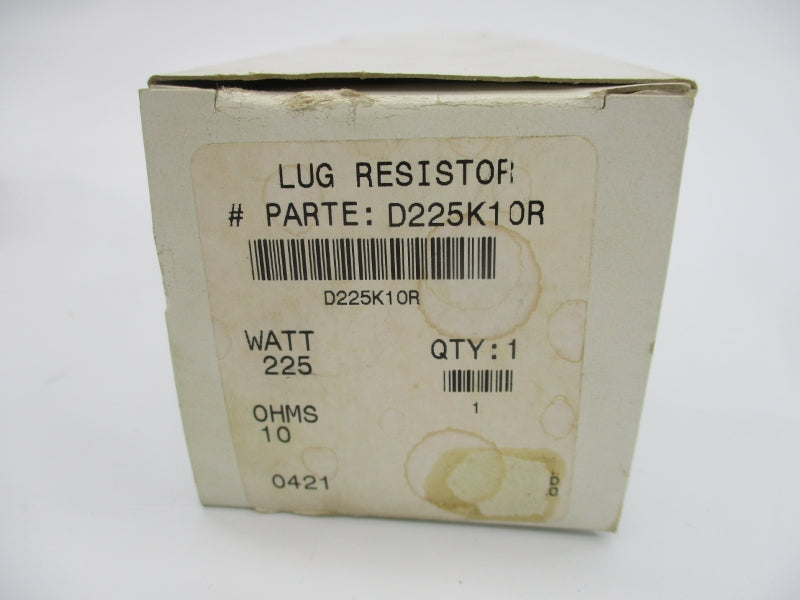 LUG RESISTOR
# PARTE: D225K10R
D225K10R
WATT
225
QTY:1
1
OHMS
10
0421